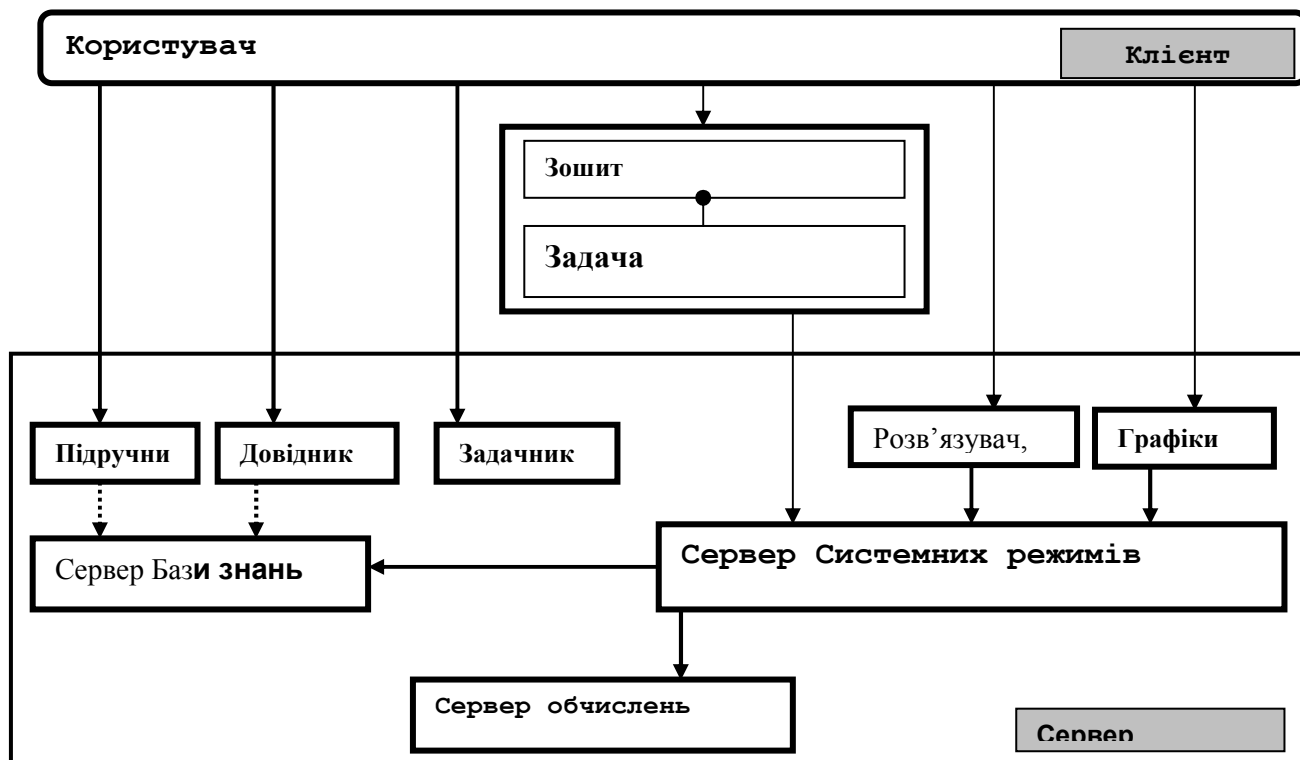 Користувач
Клієнт
Зошит
Задача
Підручни
Довідник
Задачник
Розв’язувач,
Графіки
Сервер Бази знань
Сервер Системних режимів
Сервер обчислень
Сервер